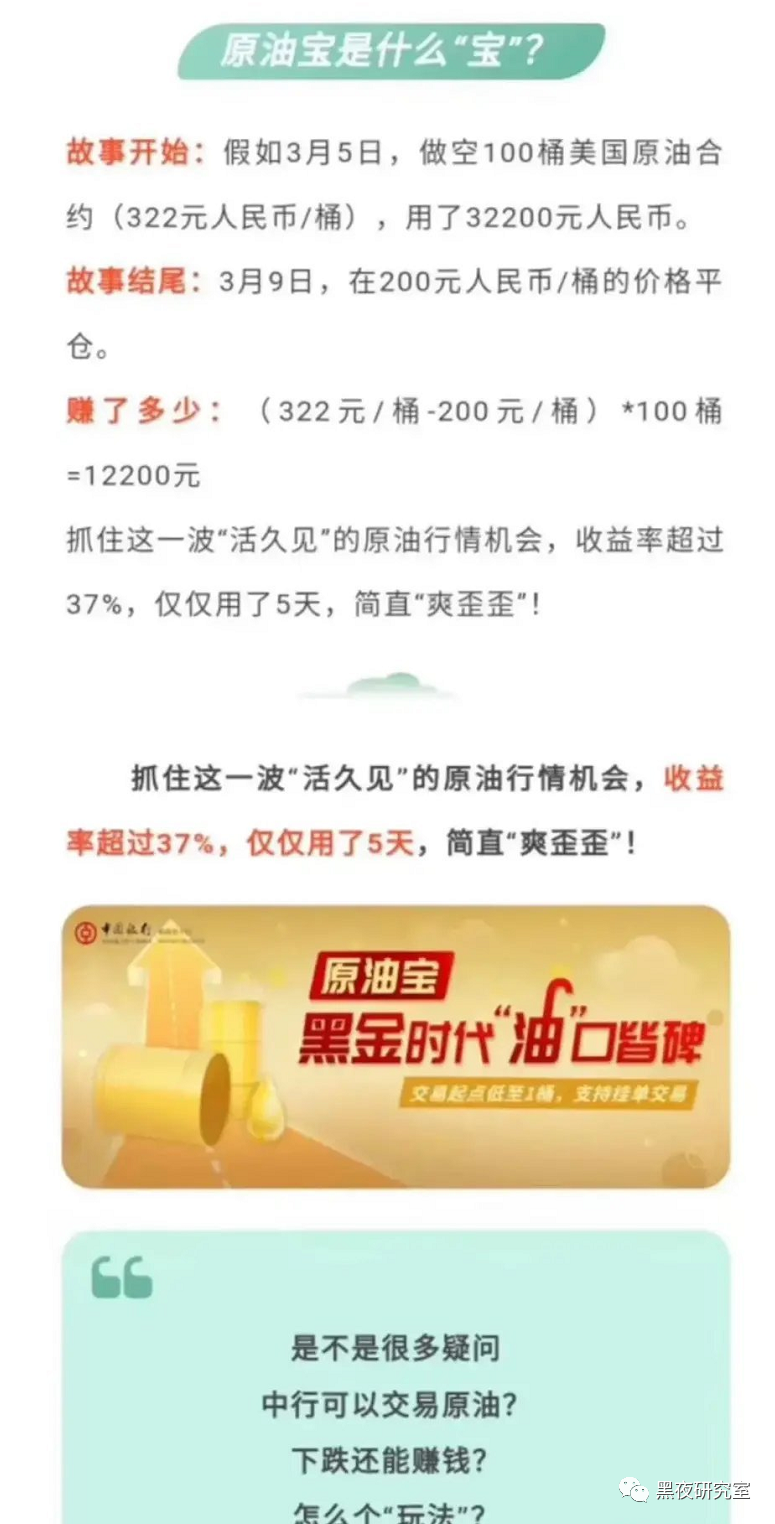 原油宝是什么“宝”？
故事开始：假如3月5日，做空100桶美国原油合
约（322元人民币/桶），用了32200元人民币。
故事结尾：3月9日，在200元人民币/桶的价格平
仓。
赚了多少：（322元/桶-200元/桶）*100桶
=12200元
抓住这一波“活久见”的原油行情机会，收益率超过
37%，仅仅用了5天，简直“爽歪歪”！
抓住这一波“活久见”的原油行情机会，收益
率超过37%，仅仅用了5天，简直“爽歪歪”！
中国银行
原油宝
黑金时代“油”口皆碑
交易起点低至1桶，支持挂单交易
是不是很多疑问
中行可以交易原油？
下跌还能赚钱？
怎么个“玩法”？
黑夜研究室